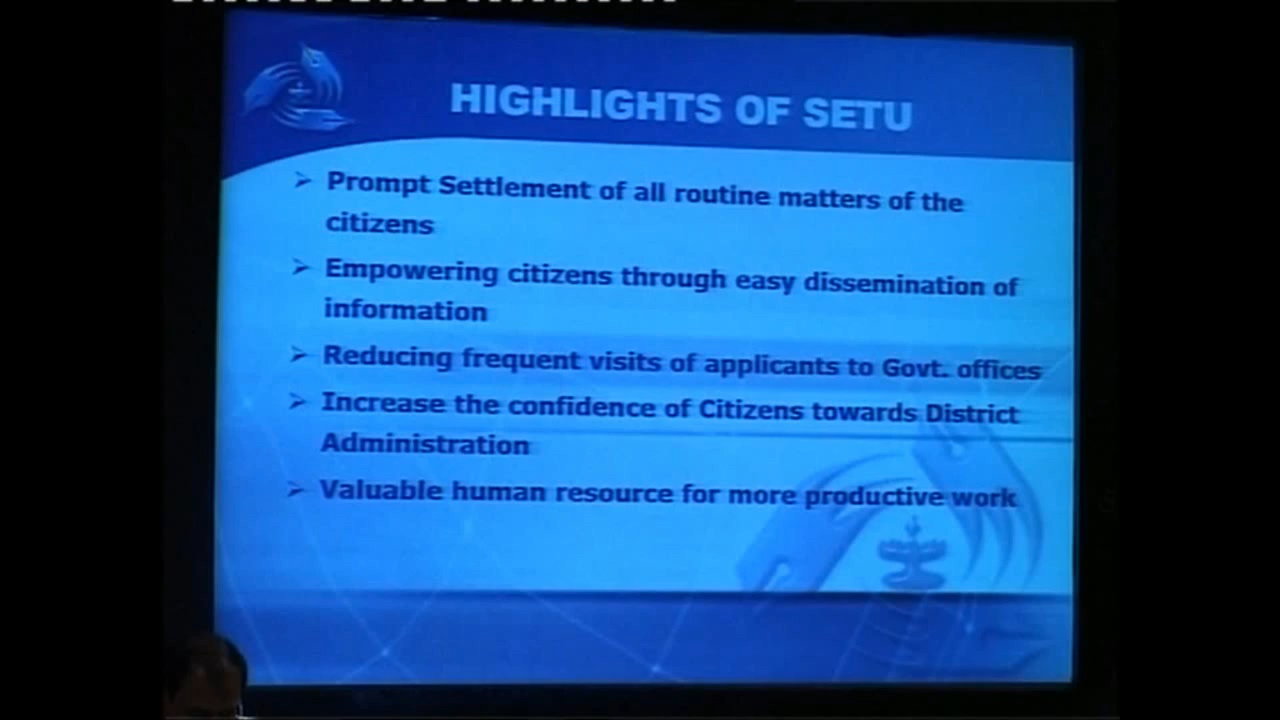 HIGHLIGHTS OF SETU
➢ Prompt Settlement of all routine matters of the
citizens
➢ Empowering citizens through easy dissemination of
information
➢ Reducing frequent visits of applicants to Govt. offices
➢ Increase the confidence of Citizens towards District
Administration
➢ Valuable human resource for more productive work